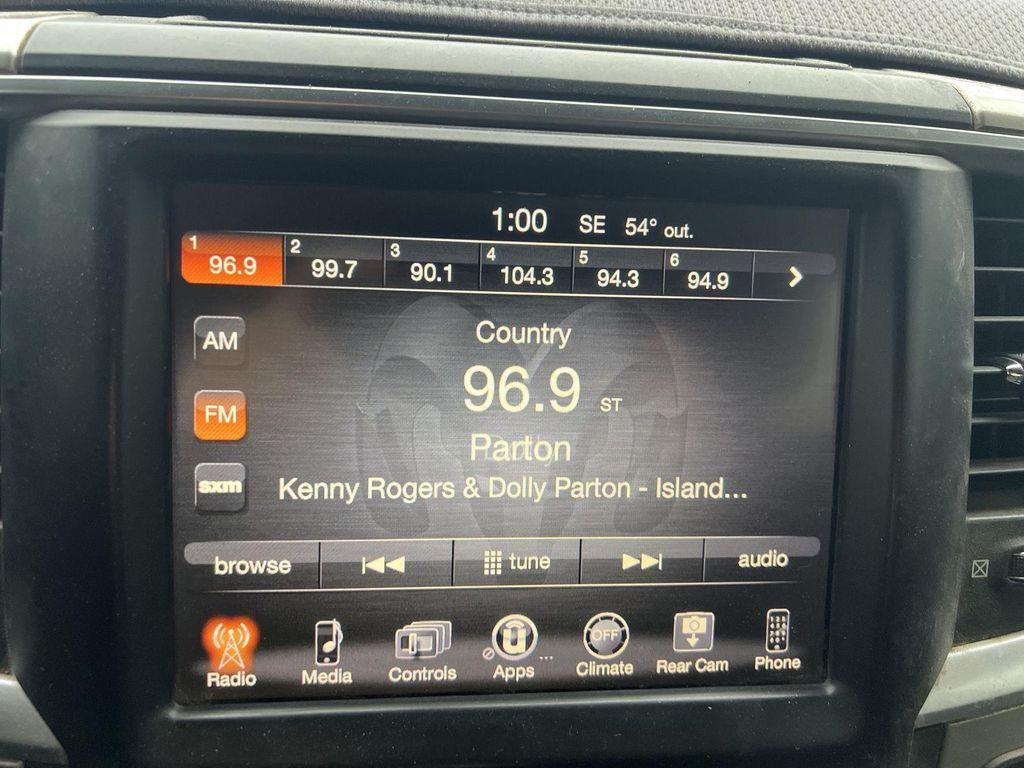 1:00 SE 54° out.
1 96.9 2 99.7 3 90.1 4 104.3 5 94.3 6 94.9
AM
Country
96.9 ST
FM
Parton
sxm
Kenny Rogers & Dolly Parton - Island...
browse tune audio
OFF
Radio Media Controls Apps ... Climate Rear Cam Phone